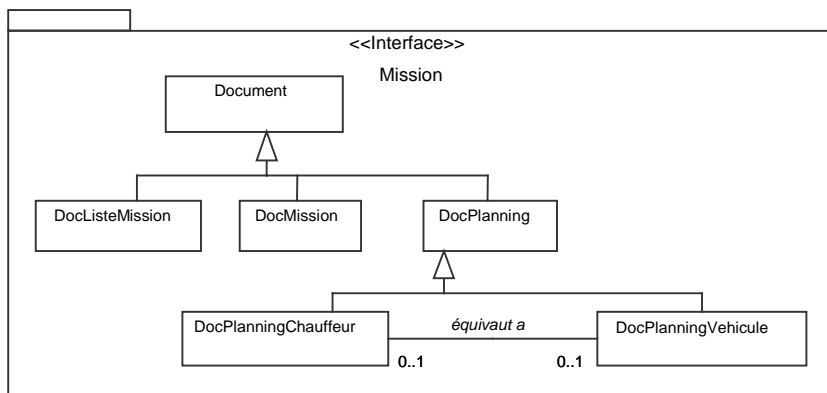 <<Interface>>
Mission
Document
DocListeMission
DocMission
DocPlanning
DocPlanningChauffeur
équivaut a
DocPlanningVehicule
0..1
0..1